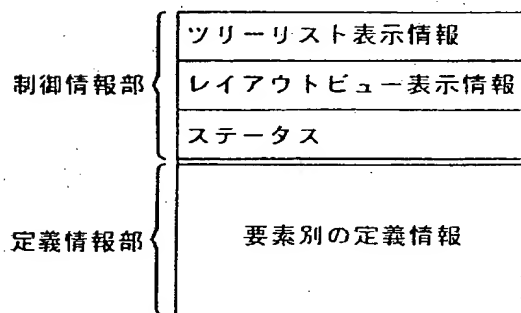 ツリーリスト表示情報
制御情報部
レイアウトビュー表示情報
ステータス
定義情報部
要素別の定義情報